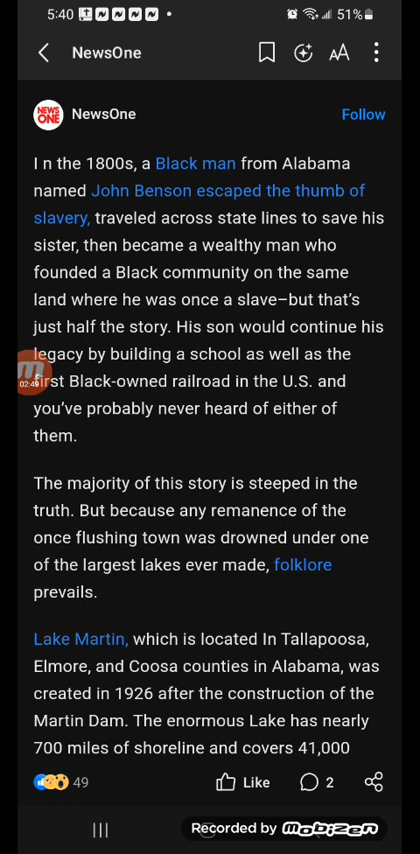 5:40
51%
NewsOne
AA
NEWS
ONE
NewsOne
Follow
I n the 1800s, a Black man from Alabama
named John Benson escaped the thumb of
slavery, traveled across state lines to save his
sister, then became a wealthy man who
founded a Black community on the same
land where he was once a slave–but that's
just half the story. His son would continue his
legacy by building a school as well as the
02:49
first Black-owned railroad in the U.S. and
you've probably never heard of either of
them.
The majority of this story is steeped in the
truth. But because any remanence of the
once flushing town was drowned under one
of the largest lakes ever made, folklore
prevails.
Lake Martin, which is located In Tallapoosa,
Elmore, and Coosa counties in Alabama, was
created in 1926 after the construction of the
Martin Dam. The enormous Lake has nearly
700 miles of shoreline and covers 41,000
49
Like
2
Recorded by mobizen